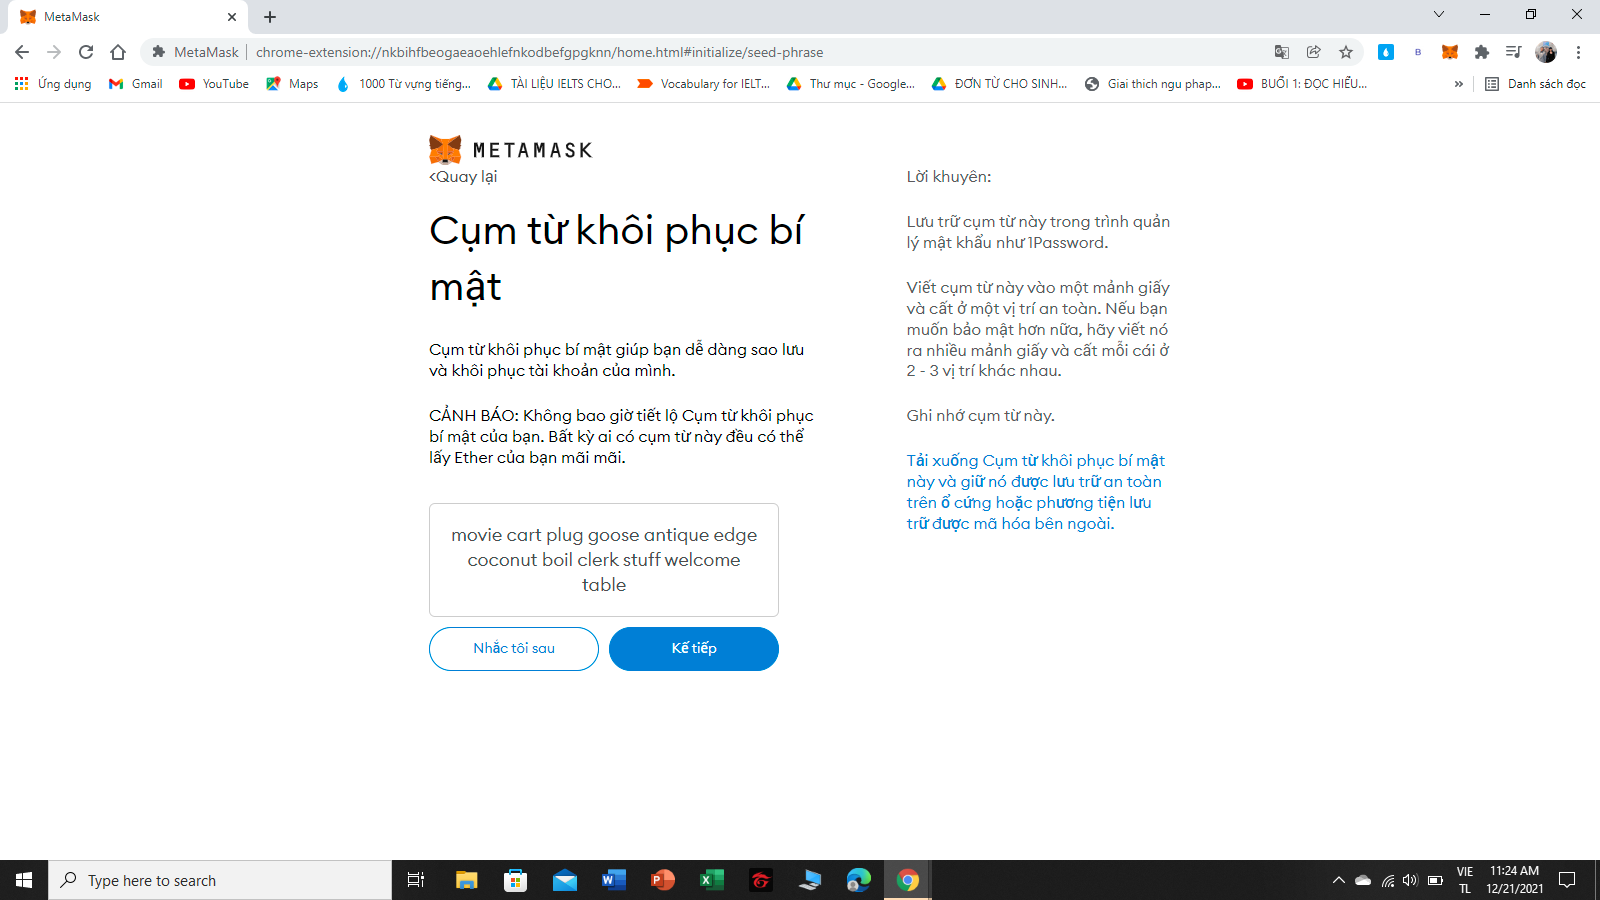 MetaMask
MetaMask | chrome-extension://nkbihfbeogaeaoehlefnkodbefgpgknn/home.html#initialize/seed-phrase
Ứng dụng Gmail YouTube Maps 1000 Từ vựng tiếng... TÀI LIỆU IELTS CHO... Vocabulary for IELT... Thư mục - Google... ĐƠN TỪ CHO SINH... Giai thich ngu phap... BUỔI 1: ĐỌC HIỂU... » Danh sách đọc
METAMASK
<Quay lại
Cụm từ khôi phục bí
mật
Cụm từ khôi phục bí mật giúp bạn dễ dàng sao lưu
và khôi phục tài khoản của mình.
CẢNH BÁO: Không bao giờ tiết lộ Cụm từ khôi phục
bí mật của bạn. Bất kỳ ai có cụm từ này đều có thể
lấy Ether của bạn mãi mãi.
movie cart plug goose antique edge
coconut boil clerk stuff welcome
table
Nhắc tôi sau
Kế tiếp
Lời khuyên:
Lưu trữ cụm từ này trong trình quản
lý mật khẩu như 1Password.
Viết cụm từ này vào một mảnh giấy
và cất ở một vị trí an toàn. Nếu bạn
muốn bảo mật hơn nữa, hãy viết nó
ra nhiều mảnh giấy và cất mỗi cái ở
2 - 3 vị trí khác nhau.
Ghi nhớ cụm từ này.
Tải xuống Cụm từ khôi phục bí mật
này và giữ nó được lưu trữ an toàn
trên ổ cứng hoặc phương tiện lưu
trữ được mã hóa bên ngoài.
Type here to search
VIE
TL
11:24 AM
12/21/2021